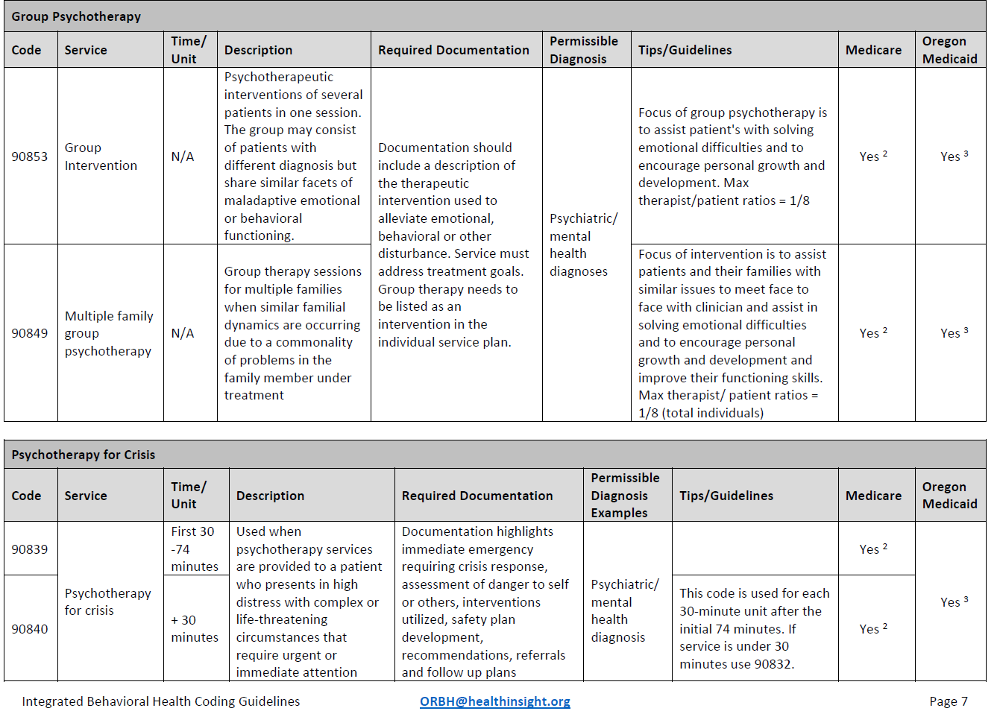 Group Psychotherapy
Code
Service
Time/
Unit
Description
Required Documentation
Permissible
Diagnosis
Tips/Guidelines
Medicare
Oregon
Medicaid
90853
Group
Intervention
N/A
Psychotherapeutic
interventions of several
patients in one session.
The group may consist
of patients with
different diagnosis but
share similar facets of
maladaptive emotional
or behavioral
functioning.
Documentation should
include a description of
the therapeutic
intervention used to
alleviate emotional,
behavioral or other
disturbance. Service must
address treatment goals.
Group therapy needs to
be listed as an
intervention in the
individual service plan.
Psychiatric/
mental
health
diagnoses
Focus of group psychotherapy is
to assist patient's with solving
emotional difficulties and to
encourage personal growth and
development. Max
therapist/patient ratios = 1/8
Yes ²
Yes ³
90849
Multiple family
group
psychotherapy
N/A
Group therapy sessions
for multiple families
when similar familial
dynamics are occurring
due to a commonality
of problems in the
family member under
treatment
Focus of intervention is to assist
patients and their families with
similar issues to meet face to
face with clinician and assist in
solving emotional difficulties
and to encourage personal
growth and development and
improve their functioning skills.
Max therapist/ patient ratios =
1/8 (total individuals)
Yes ²
Yes ³
Psychotherapy for Crisis
Code
Service
Time/
Unit
Description
Required Documentation
Permissible
Diagnosis
Examples
Tips/Guidelines
Medicare
Oregon
Medicaid
90839
Psychotherapy
for crisis
First 30
-74
minutes
Used when
psychotherapy services
are provided to a patient
who presents in high
distress with complex or
life-threatening
circumstances that
require urgent or
immediate attention
Documentation highlights
immediate emergency
requiring crisis response,
assessment of danger to self
or others, interventions
utilized, safety plan
development,
recommendations, referrals
and follow up plans
Psychiatric/
mental
health
diagnosis
Yes ²
Yes ³
90840
+ 30
minutes
This code is used for each
30-minute unit after the
initial 74 minutes. If
service is under 30
minutes use 90832.
Yes ²
Integrated Behavioral Health Coding Guidelines
ORBH@healthinsight.org
Page 7